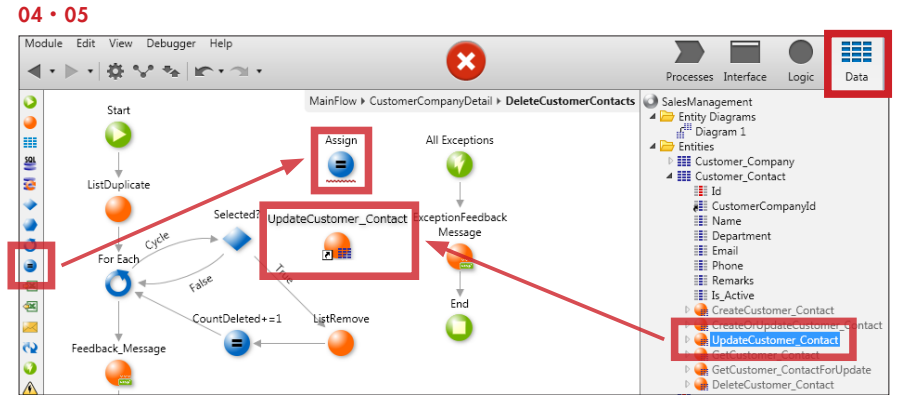 04・05
Module Edit View Debugger Help
Processes Interface Logic Data
MainFlow CustomerCompanyDetail DeleteCustomerContacts
SQL
Start
ListDuplicate
For Each
Cycle
False
True
Selected?
Feedback_Message
CountDeleted+=1
ListRemove
Assign
UpdateCustomer_Contact
All Exceptions
ExceptionFeedback
Message
End
SalesManagement
Entity Diagrams
Diagram 1
Entities
Customer_Company
Customer_Contact
Id
CustomerCompanyId
Name
Department
Email
Phone
Remarks
Is_Active
CreateCustomer_Contact
CreateOrUpdateCustomer_Contact
UpdateCustomer_Contact
GetCustomer_Contact
GetCustomer_ContactForUpdate
DeleteCustomer_Contact